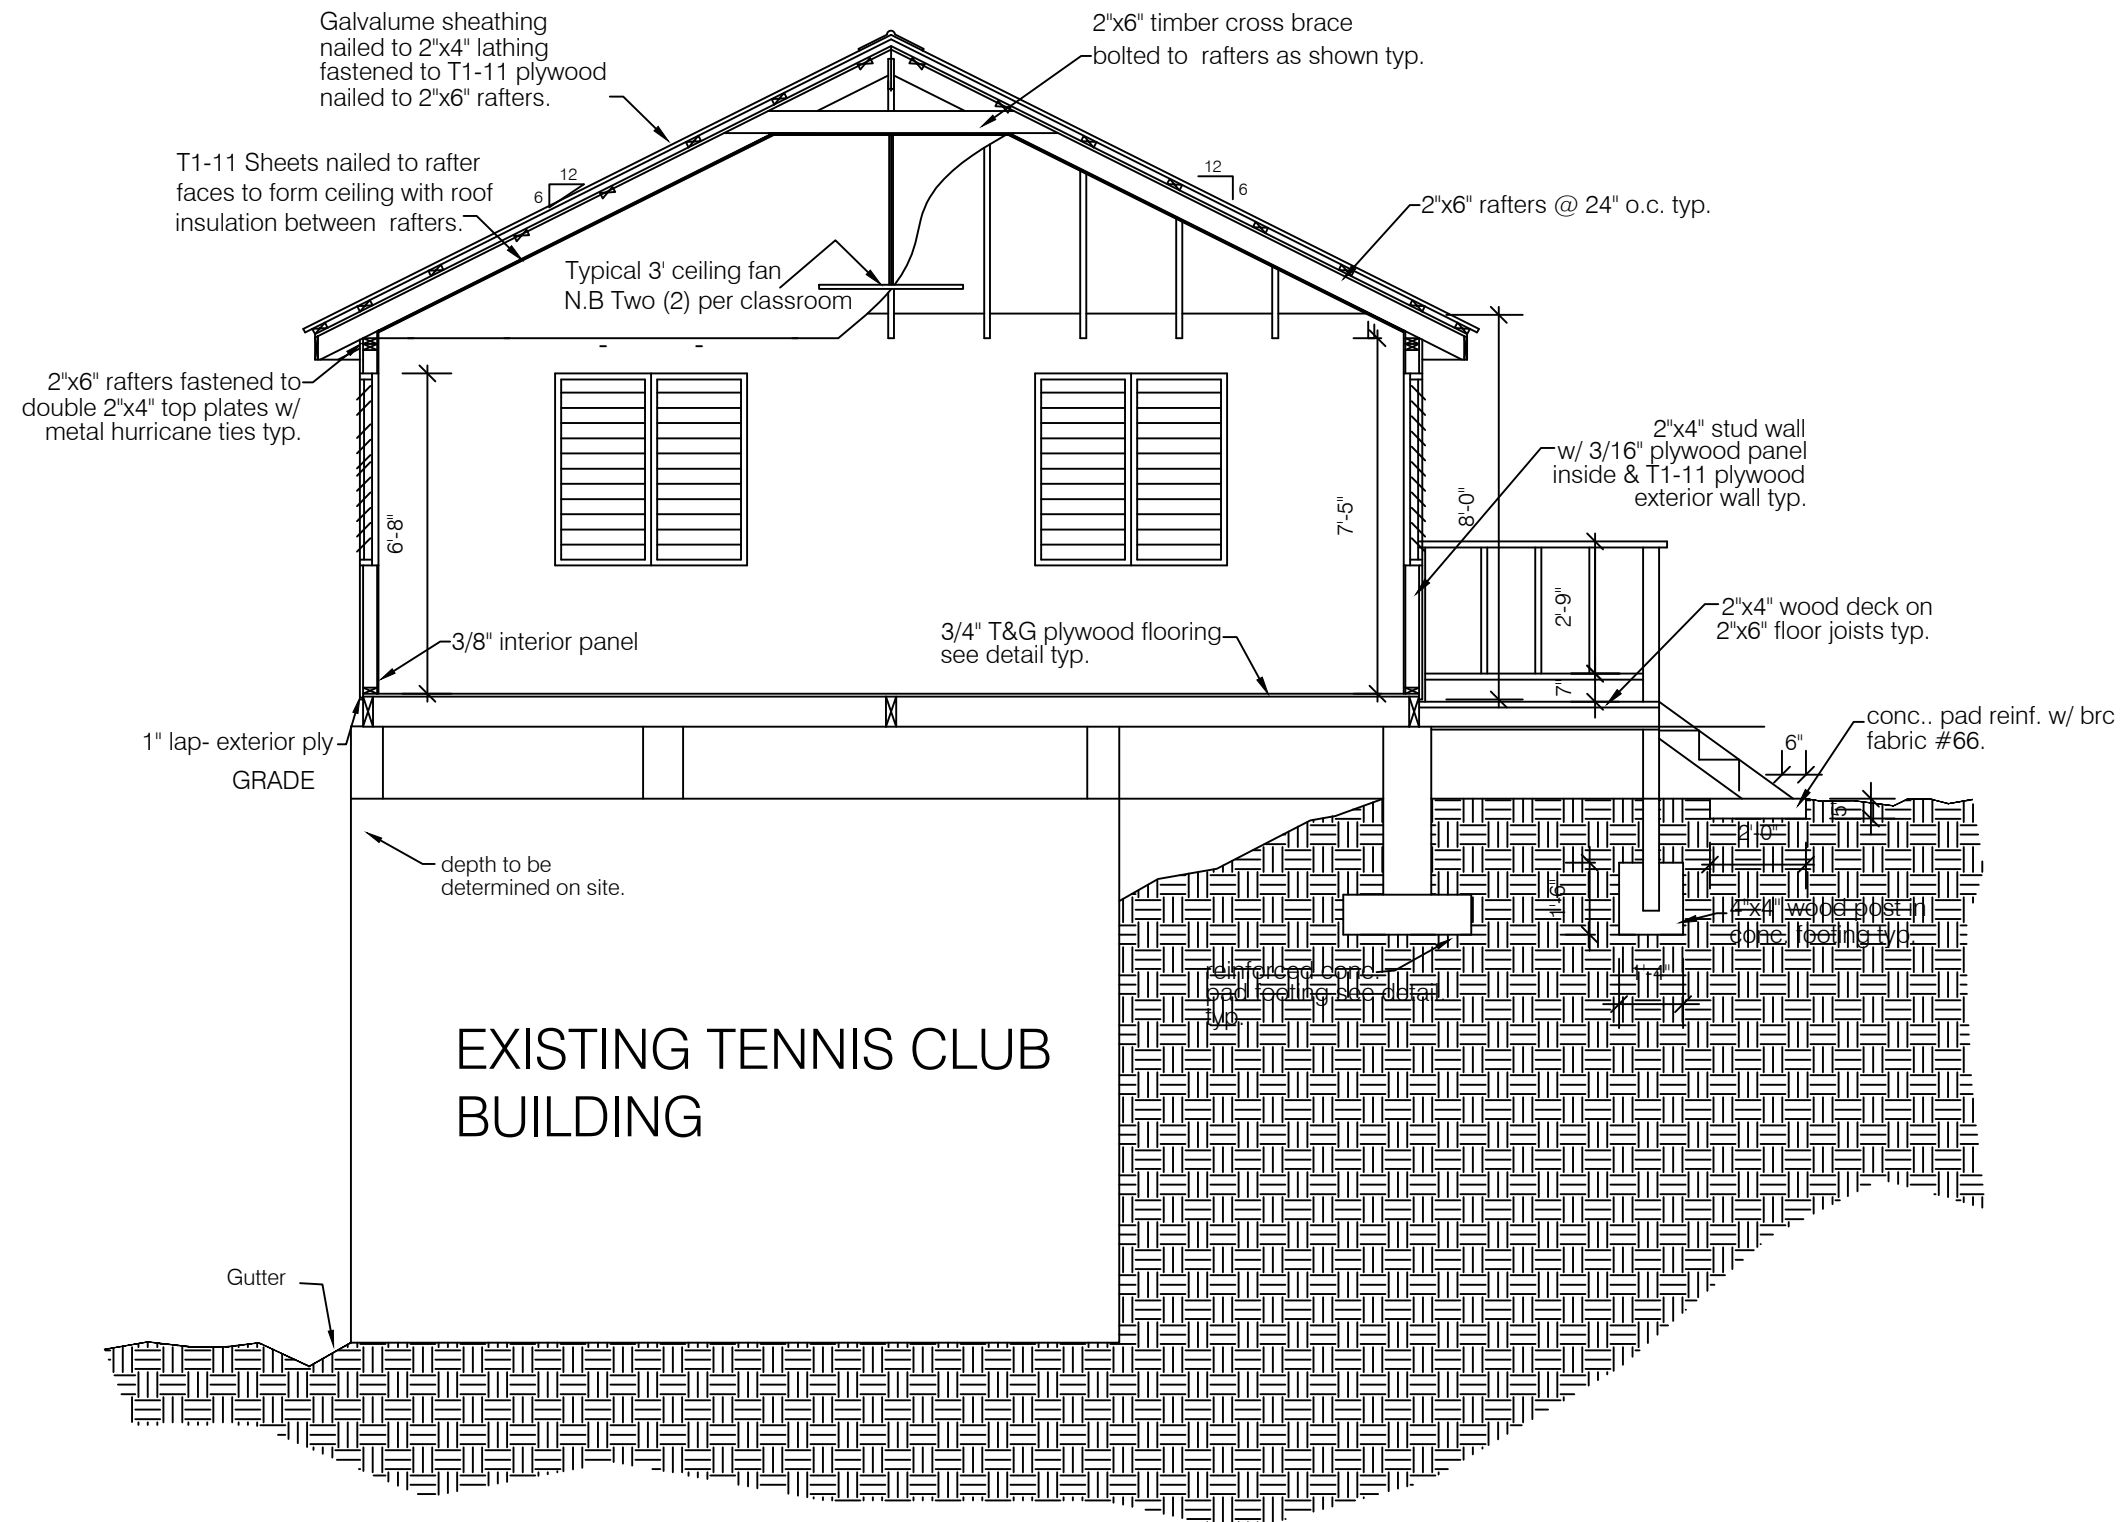 Galvalume sheathing
nailed to 2"x4" lathing
fastened to T1-11 plywood
nailed to 2"x6" rafters.
2"x6" timber cross brace
bolted to rafters as shown typ.
T1-11 Sheets nailed to rafter
faces to form ceiling with roof
insulation between rafters.
12
6
12
6
2"x6" rafters @ 24" o.c. typ.
Typical 3' ceiling fan
N.B Two (2) per classroom
2"x6" rafters fastened to
double 2"x4" top plates w/
metal hurricane ties typ.
6'-8"
7'-5"
8'-0"
2"x4" stud wall
w/ 3/16" plywood panel
inside & T1-11 plywood
exterior wall typ.
2'-9"
7"
2"x4" wood deck on
2"x6" floor joists typ.
3/8" interior panel
3/4" T&G plywood flooring
see detail typ.
1" lap- exterior ply
GRADE
conc.. pad reinf. w/ brc
fabric #66.
6"
5"
2'-0"
depth to be
determined on site.
1'-6"
4"x4" wood post in
conc. footing typ.
1'-4"
reinforced conc.
pad footing see detail
typ.
EXISTING TENNIS CLUB
BUILDING
Gutter